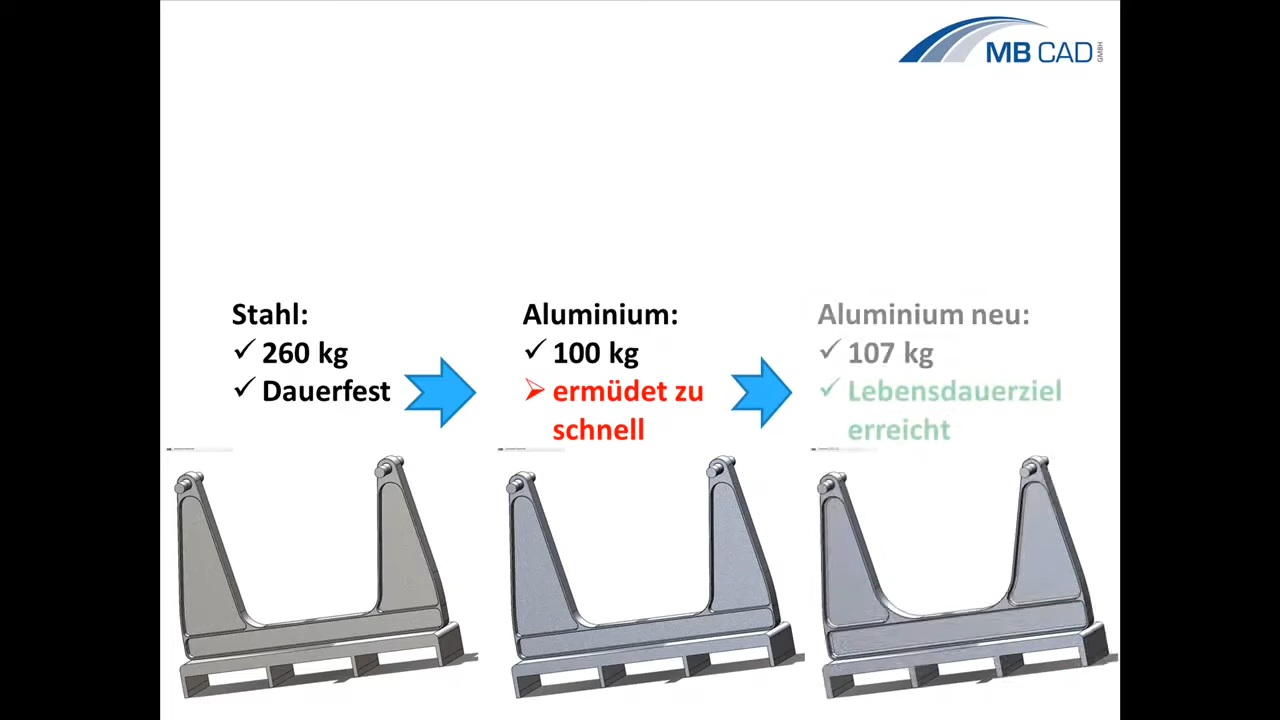 MB CAD GMBH
Stahl:
✓ 260 kg
✓ Dauerfest
Aluminium:
✓ 100 kg
➢ ermüdet zu
schnell
Aluminium neu:
✓ 107 kg
✓ Lebensdauerziel
erreicht